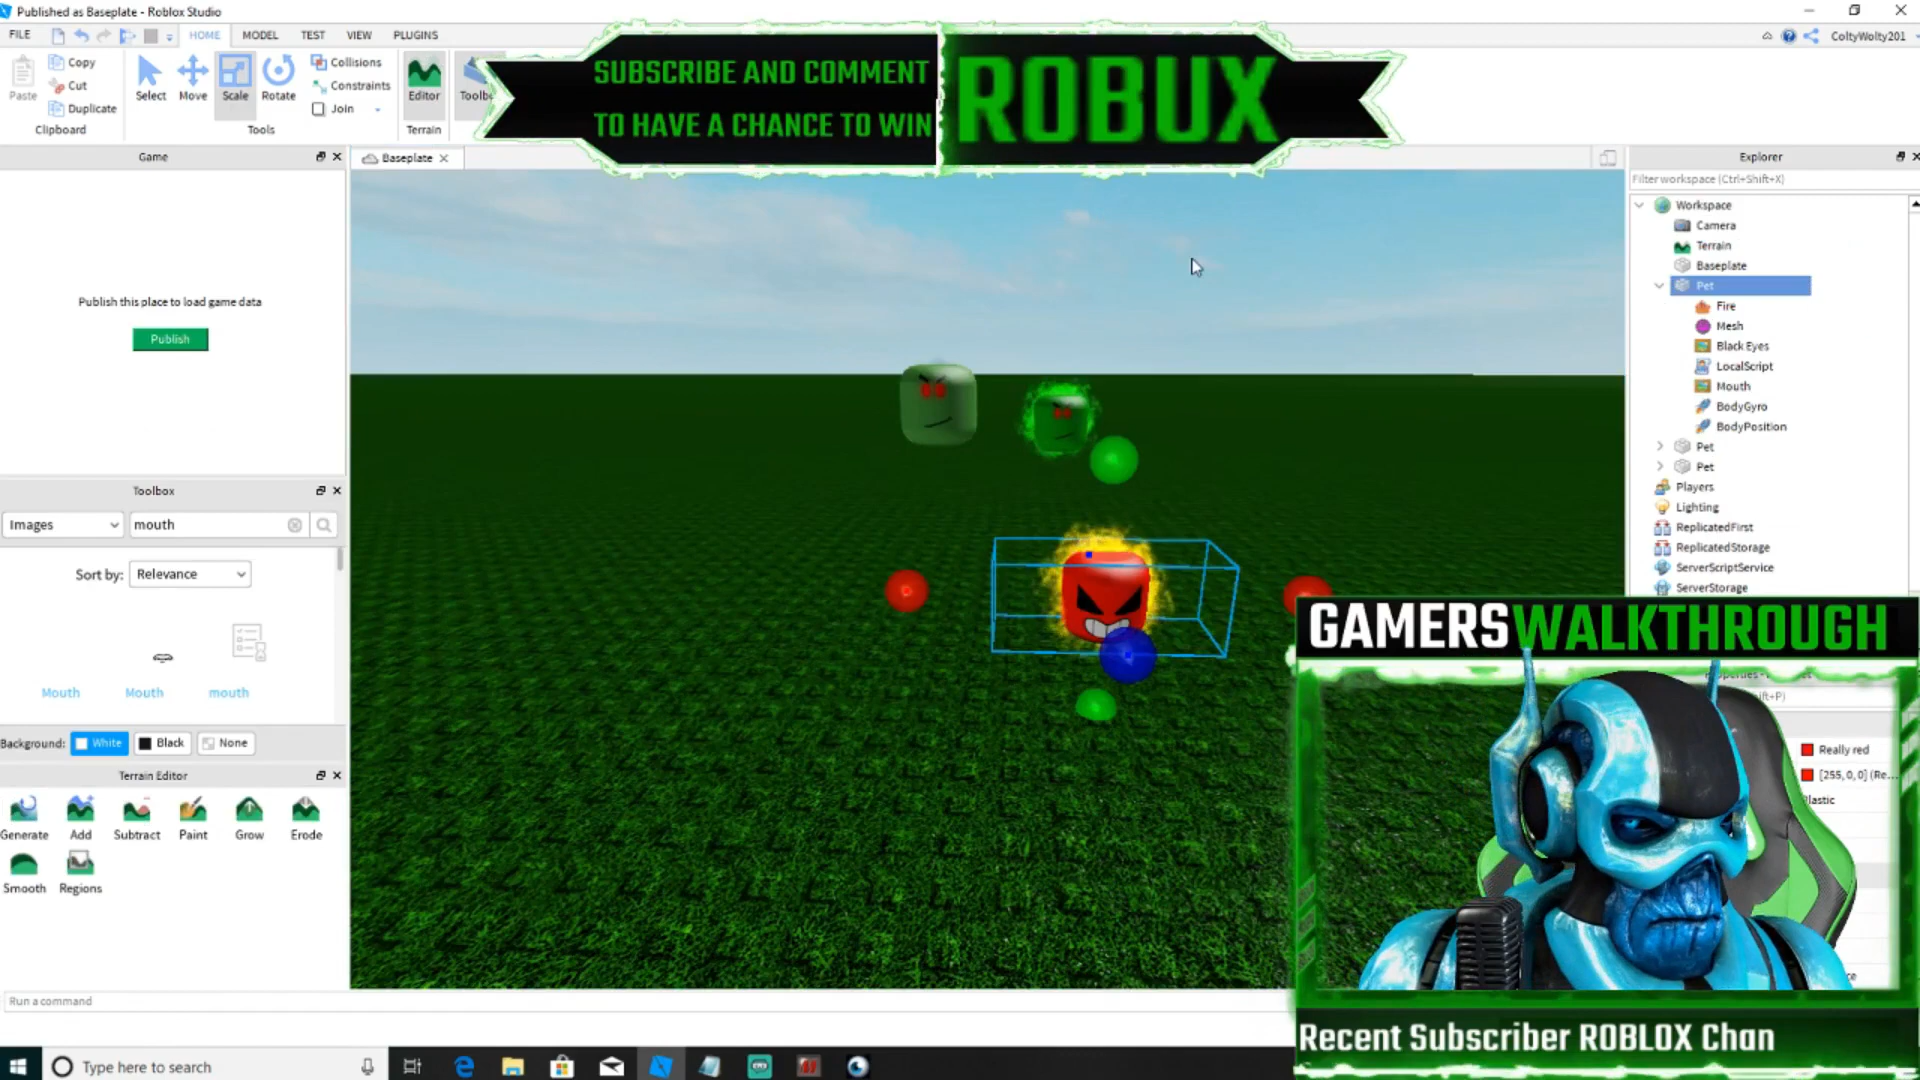 Published as Baseplate - Roblox Studio
FILE
HOME
MODEL
TEST
VIEW
PLUGINS
ColtyWolty201
Paste
Copy
Cut
Duplicate
Clipboard
Select
Move
Scale
Rotate
Collisions
Constraints
Join
Tools
Editor
Terrain
SUBSCRIBE AND COMMENT
TO HAVE A CHANCE TO WIN
ROBUX
Game
Publish this place to load game data
Publish
Baseplate
Toolbox
Images
mouth
Sort by:
Relevance
Mouth
Mouth
mouth
Background:
White
Black
None
Terrain Editor
Generate
Add
Subtract
Paint
Grow
Erode
Smooth
Regions
Run a command
Explorer
Filter workspace (Ctrl+Shift+X)
Workspace
Camera
Terrain
Baseplate
Pet
Fire
Mesh
Black Eyes
LocalScript
Mouth
BodyGyro
BodyPosition
Pet
Pet
Players
Lighting
ReplicatedFirst
ReplicatedStorage
ServerScriptService
ServerStorage
GAMERSWALKTHROUGH
Really red
[255, 0, 0] (Re...
Recent Subscriber ROBLOX Chan
Type here to search